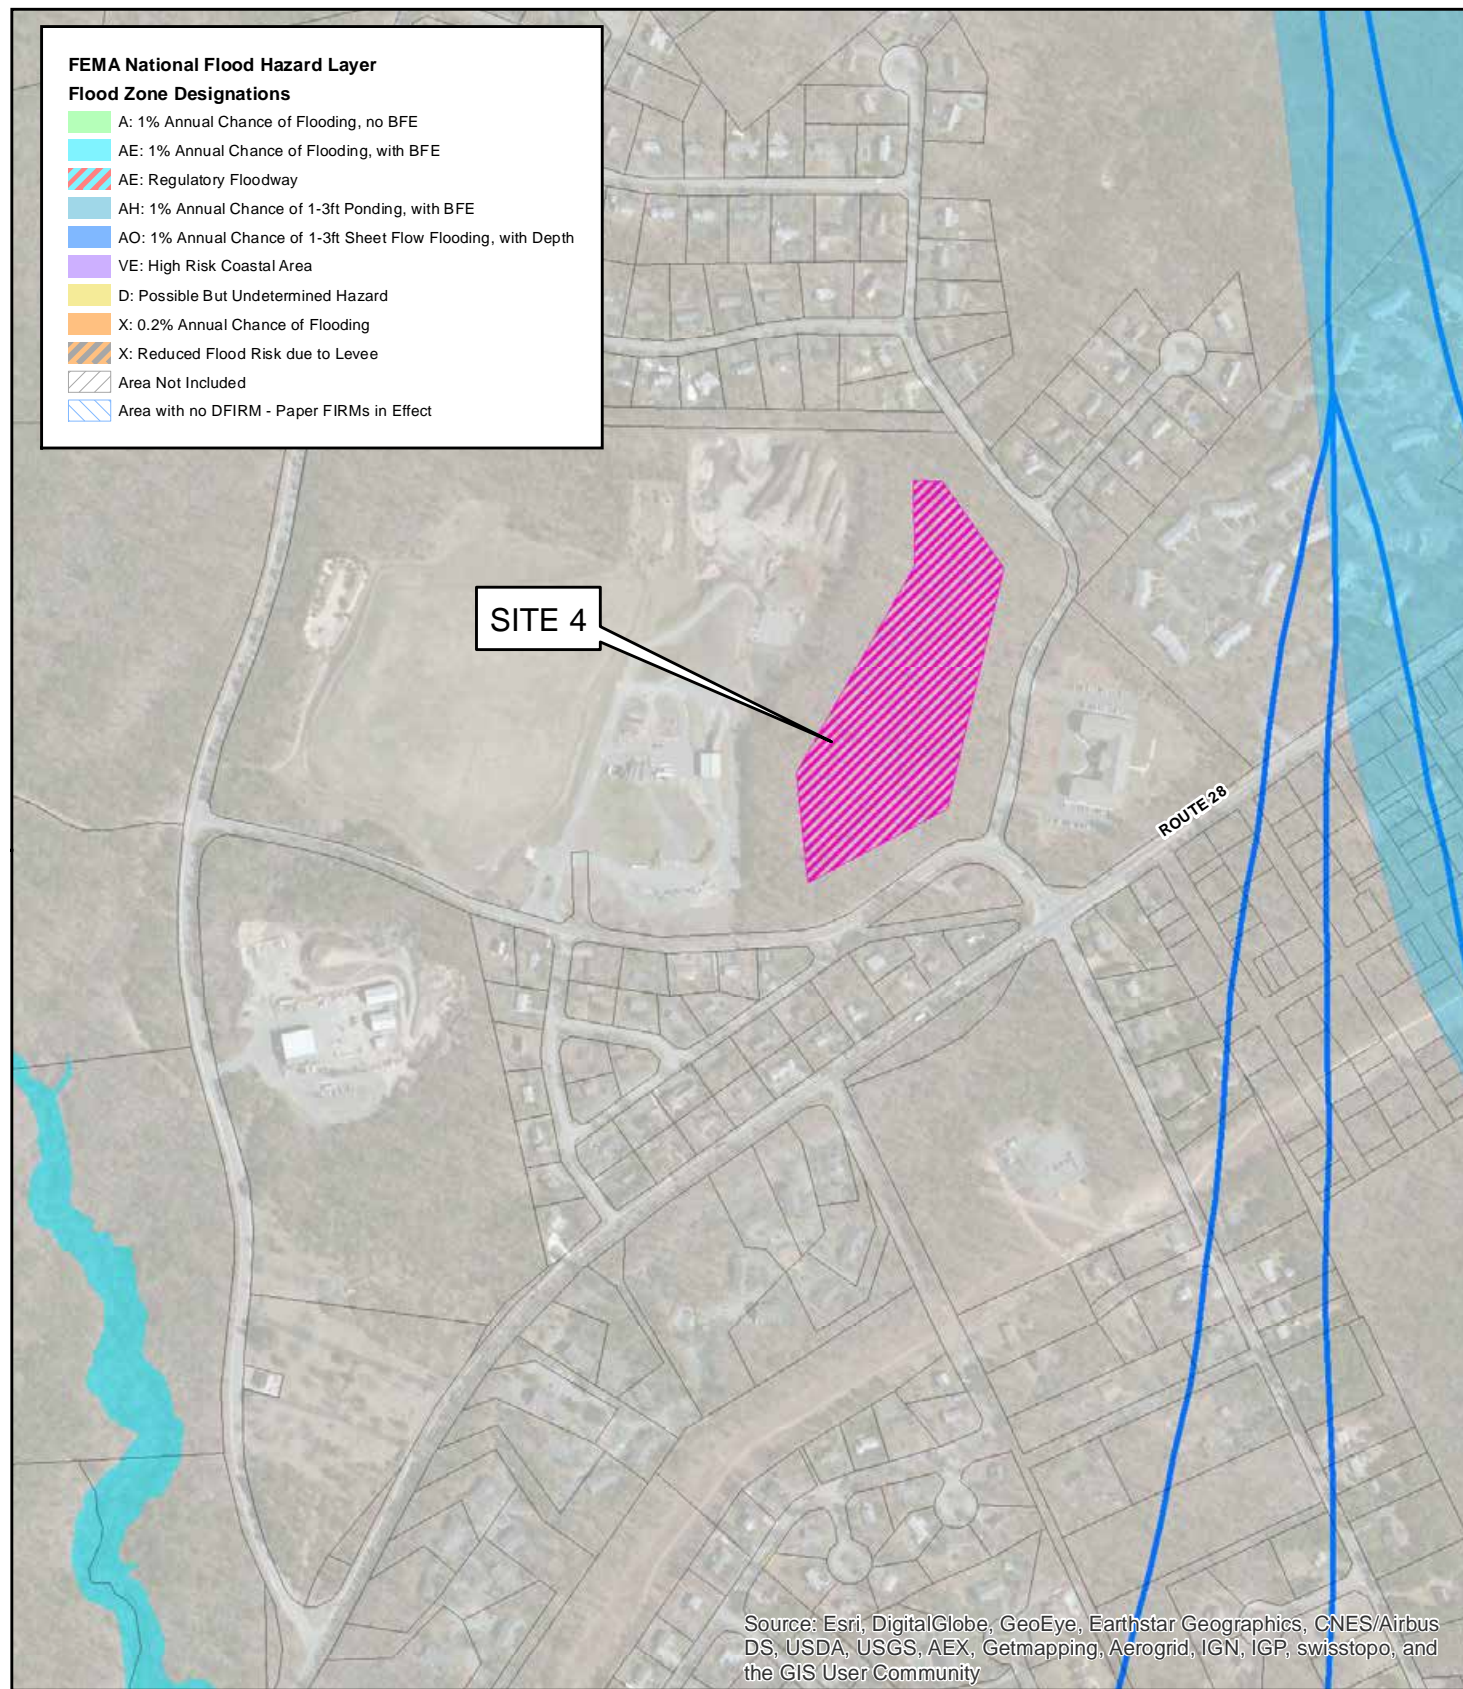 FEMA National Flood Hazard Layer
Flood Zone Designations
A: 1% Annual Chance of Flooding, no BFE
AE: 1% Annual Chance of Flooding, with BFE
AE: Regulatory Floodway
AH: 1% Annual Chance of 1-3ft Ponding, with BFE
AO: 1% Annual Chance of 1-3ft Sheet Flow Flooding, with Depth
VE: High Risk Coastal Area
D: Possible But Undetermined Hazard
X: 0.2% Annual Chance of Flooding
X: Reduced Flood Risk due to Levee
Area Not Included
Area with no DFIRM - Paper FIRMs in Effect
SITE 4
ROUTE 28
Source: Esri, DigitalGlobe, GeoEye, Earthstar Geographics, CNES/Airbus
DS, USDA, USGS, AEX, Getmapping, Aerogrid, IGN, IGP, swisstopo, and
the GIS User Community